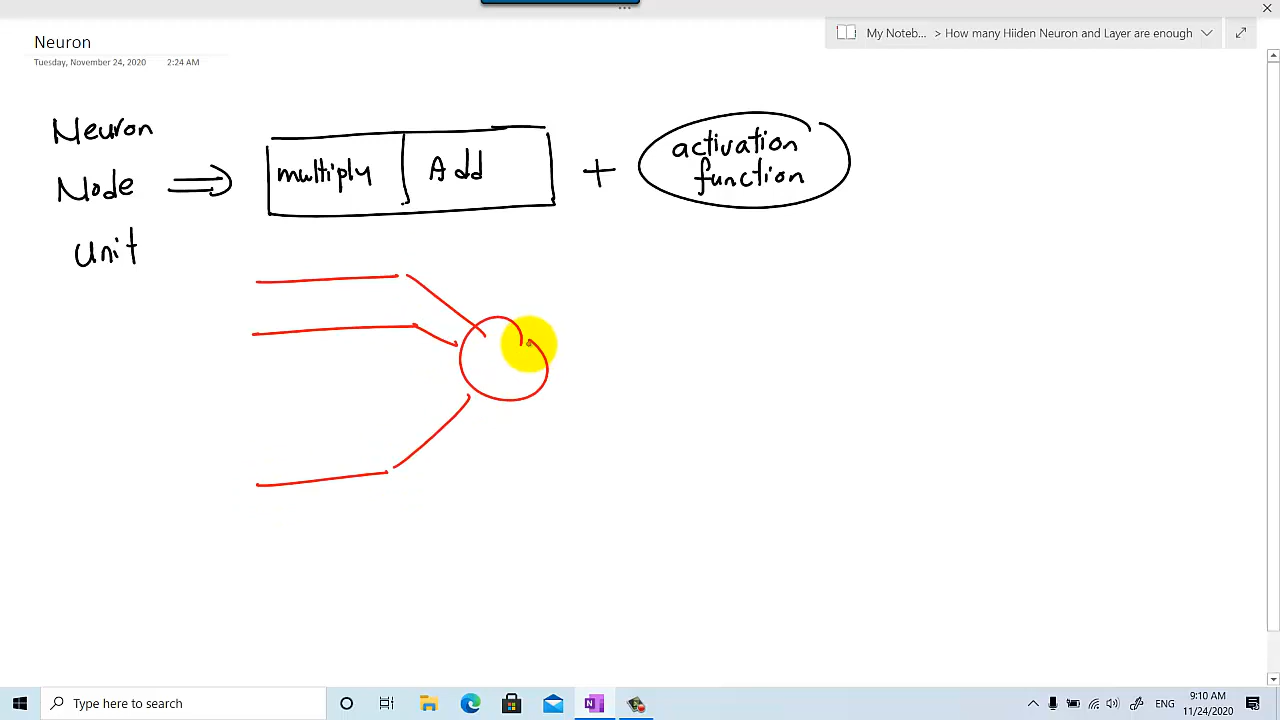 Neuron
Tuesday, November 24, 2020 2:24 AM
My Noteb... > How many Hiiden Neuron and Layer are enough
Neuron
Node
Unit
multiply
Add
+
activation
function
Type here to search
ENG
9:10 AM
11/24/2020